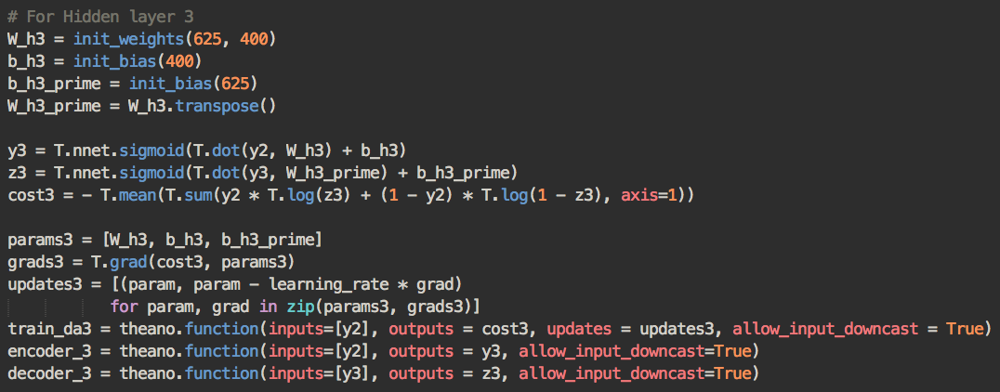 # For Hidden layer 3
W_h3 = init_weights(625, 400)
b_h3 = init_bias(400)
b_h3_prime = init_bias(625)
W_h3_prime = W_h3.transpose()

y3 = T.nnet.sigmoid(T.dot(y2, W_h3) + b_h3)
z3 = T.nnet.sigmoid(T.dot(y3, W_h3_prime) + b_h3_prime)
cost3 = - T.mean(T.sum(y2 * T.log(z3) + (1 - y2) * T.log(1 - z3), axis=1))

params3 = [W_h3, b_h3, b_h3_prime]
grads3 = T.grad(cost3, params3)
updates3 = [(param, param - learning_rate * grad)
           for param, grad in zip(params3, grads3)]
train_da3 = theano.function(inputs=[y2], outputs = cost3, updates = updates3, allow_input_downcast = True)
encoder_3 = theano.function(inputs=[y2], outputs = y3, allow_input_downcast=True)
decoder_3 = theano.function(inputs=[y3], outputs = z3, allow_input_downcast=True)